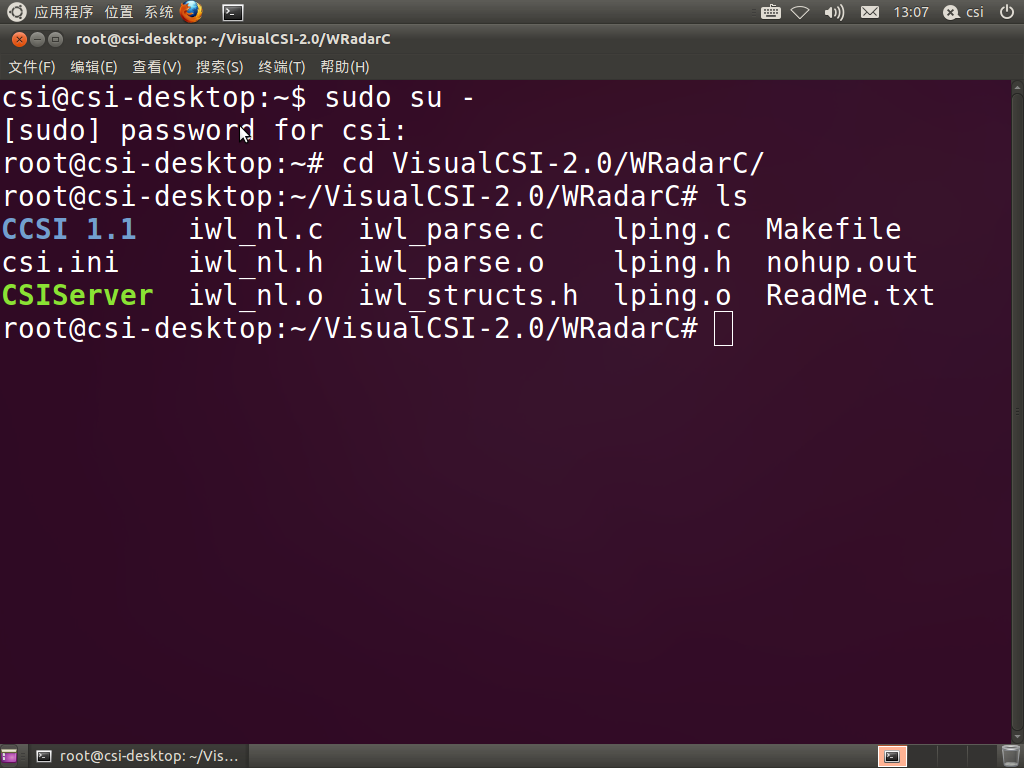 应用程序 位置 系统 13:07 csi
root@csi-desktop: ~/VisualCSI-2.0/WRadarC
文件(F) 编辑(E) 查看(V) 搜索(S) 终端(T) 帮助(H)
csi@csi-desktop:~$ sudo su -
[sudo] password for csi:
root@csi-desktop:~# cd VisualCSI-2.0/WRadarC/
root@csi-desktop:~/VisualCSI-2.0/WRadarC# ls
CCSI 1.1 iwl_nl.c iwl_parse.c lping.c Makefile
csi.ini iwl_nl.h iwl_parse.o lping.h nohup.out
CSIServer iwl_nl.o iwl_structs.h lping.o ReadMe.txt
root@csi-desktop:~/VisualCSI-2.0/WRadarC#
root@csi-desktop: ~/Vis...